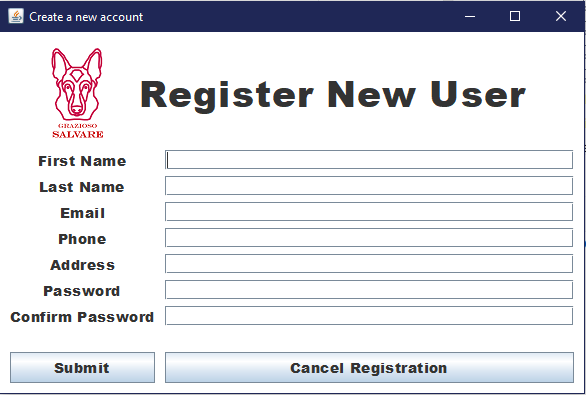 Create a new account
GRAZIOSO
SALVARE
Register New User
First Name
Last Name
Email
Phone
Address
Password
Confirm Password
Submit
Cancel Registration